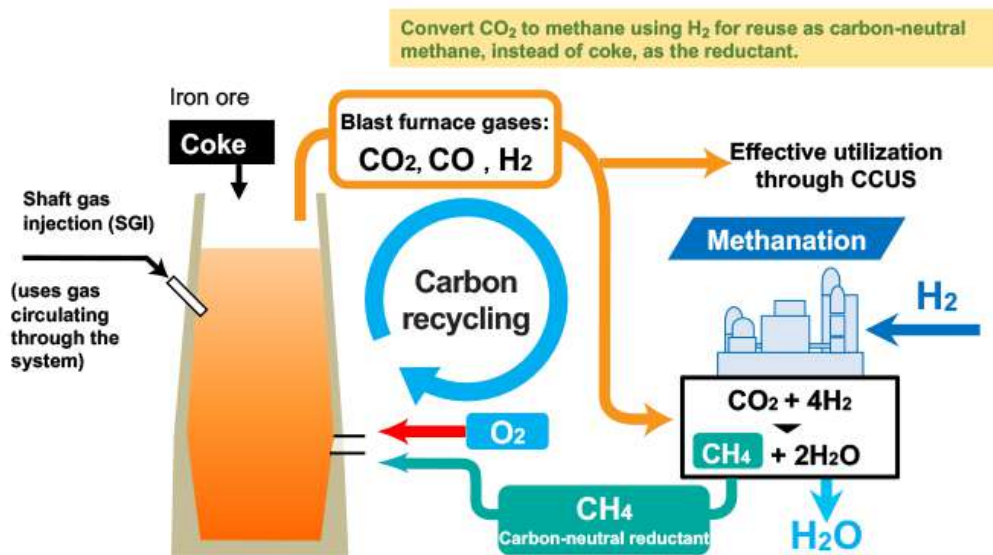 Convert CO₂ to methane using H₂ for reuse as carbon-neutral
methane, instead of coke, as the reductant.
Iron ore
Coke
Blast furnace gases:
CO₂, CO , H₂
Effective utilization
through CCUS
Shaft gas
injection (SGI)
(uses gas
circulating
through the
system)
Carbon
recycling
Methanation
H₂
CO₂ + 4H₂
CH₄ + 2H₂O
O₂
CH₄
Carbon-neutral reductant
H₂O